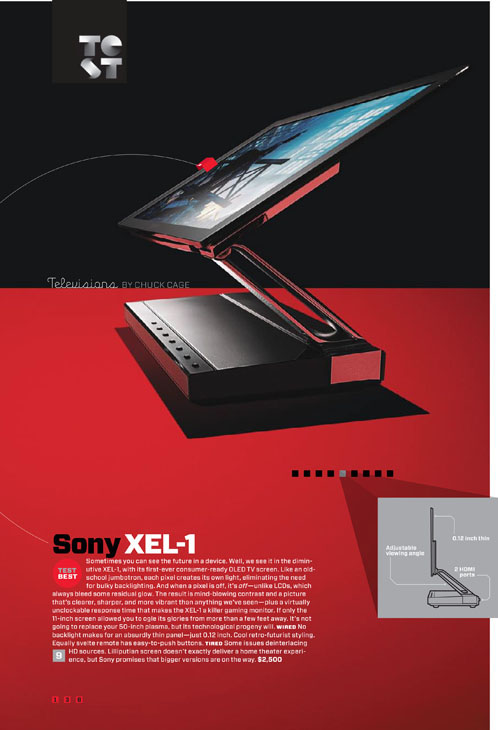 TEST
Televisions BY CHUCK CAGE
Sony XEL-1
TEST
BEST
Sometimes you can see the future in a device. Well, we see it in the dimin-
utive XEL-1, with its first-ever consumer-ready OLED TV screen. Like an old-
school jumbotron, each pixel creates its own light, eliminating the need
for bulky backlighting. And when a pixel is off, it's off—unlike LCDs, which
always bleed some residual glow. The result is mind-blowing contrast and a picture
that's clearer, sharper, and more vibrant than anything we've seen—plus a virtually
unclockable response time that makes the XEL-1 a killer gaming monitor. If only the
11-inch screen allowed you to ogle its glories from more than a few feet away. It's not
going to replace your 50-inch plasma, but its technological progeny will. WIRED No
backlight makes for an absurdly thin panel—just 0.12 inch. Cool retro-futurist styling.
Equally svelte remote has easy-to-push buttons. TIRED Some issues deinterlacing
HD sources. Lilliputian screen doesn't exactly deliver a home theater experi-
ence, but Sony promises that bigger versions are on the way. $2,500
9
0.12 inch thin
Adjustable
viewing angle
2 HDMI
ports